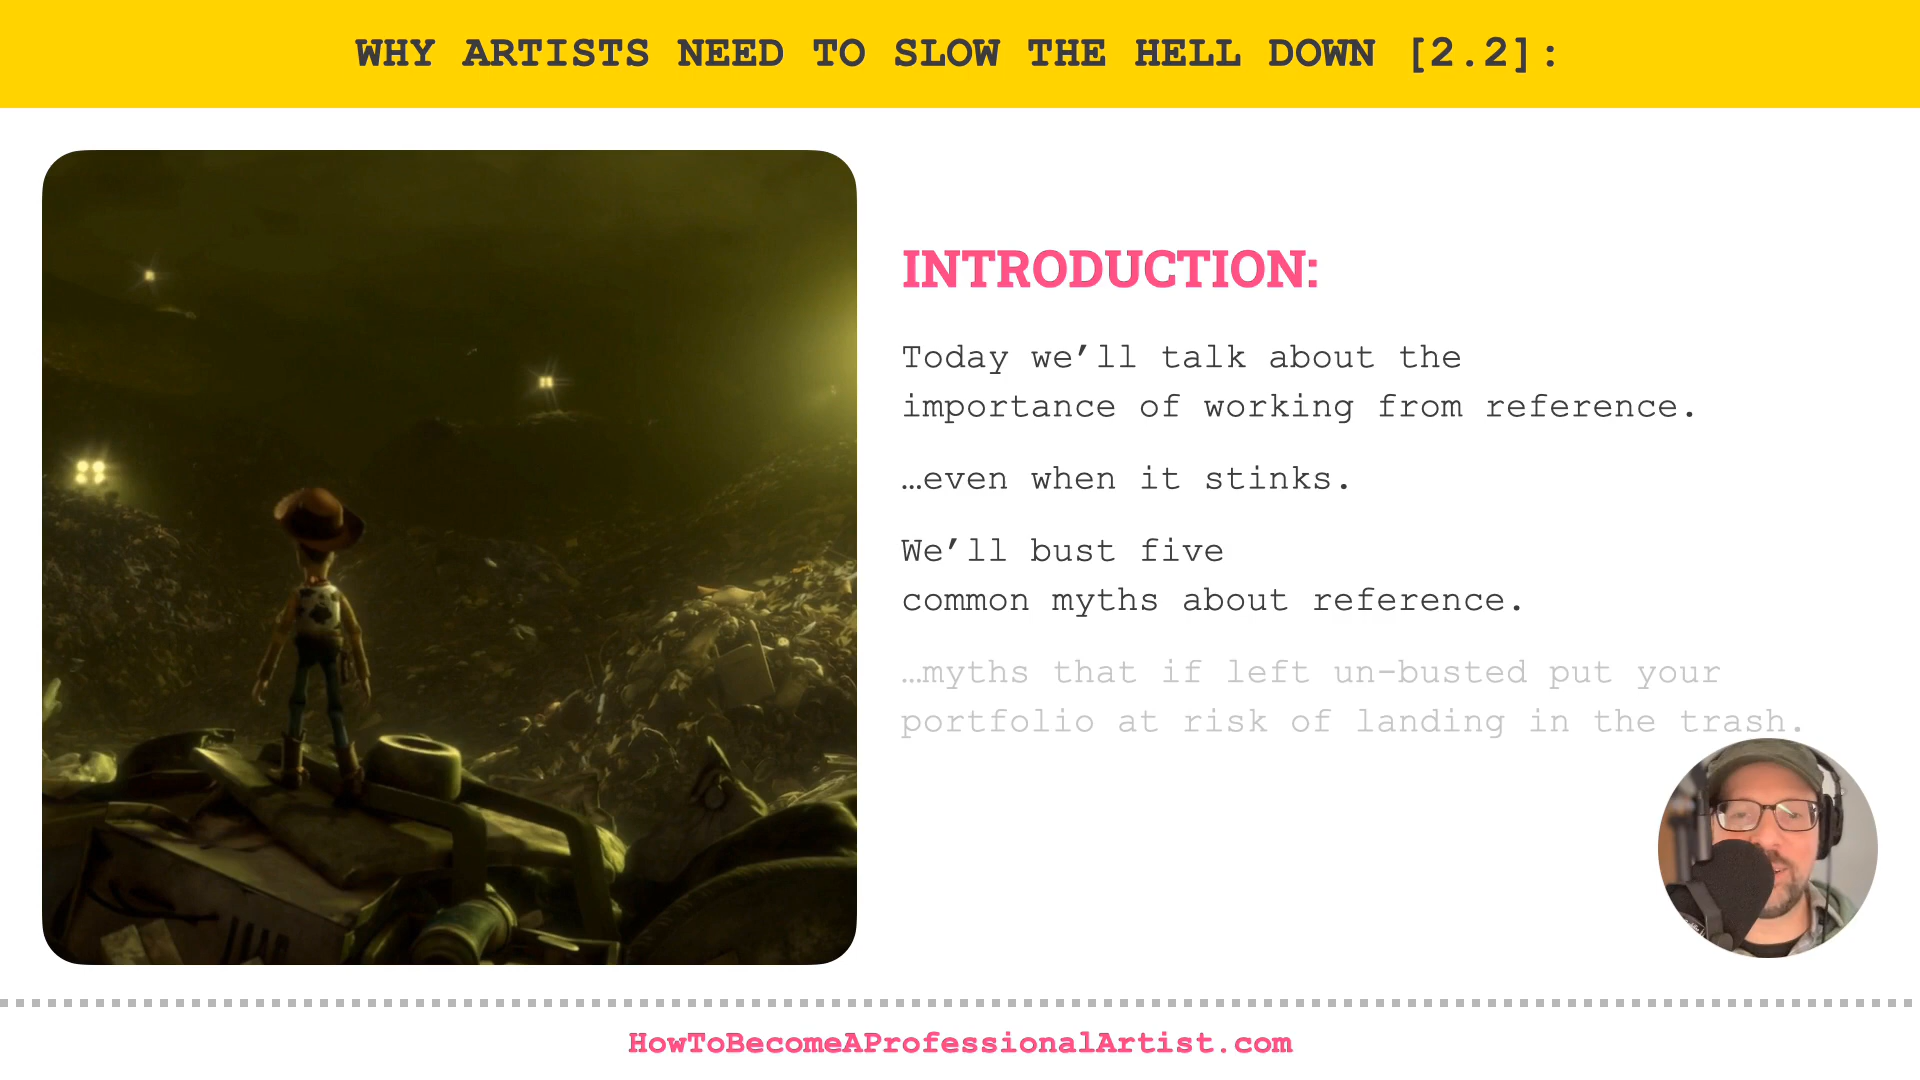 WHY ARTISTS NEED TO SLOW THE HELL DOWN [2.2]:
INTRODUCTION:
Today we’ll talk about the
importance of working from reference.
…even when it stinks.
We’ll bust five
common myths about reference.
…myths that if left un-busted put your
portfolio at risk of landing in the trash.
HowToBecomeAProfessionalArtist.com